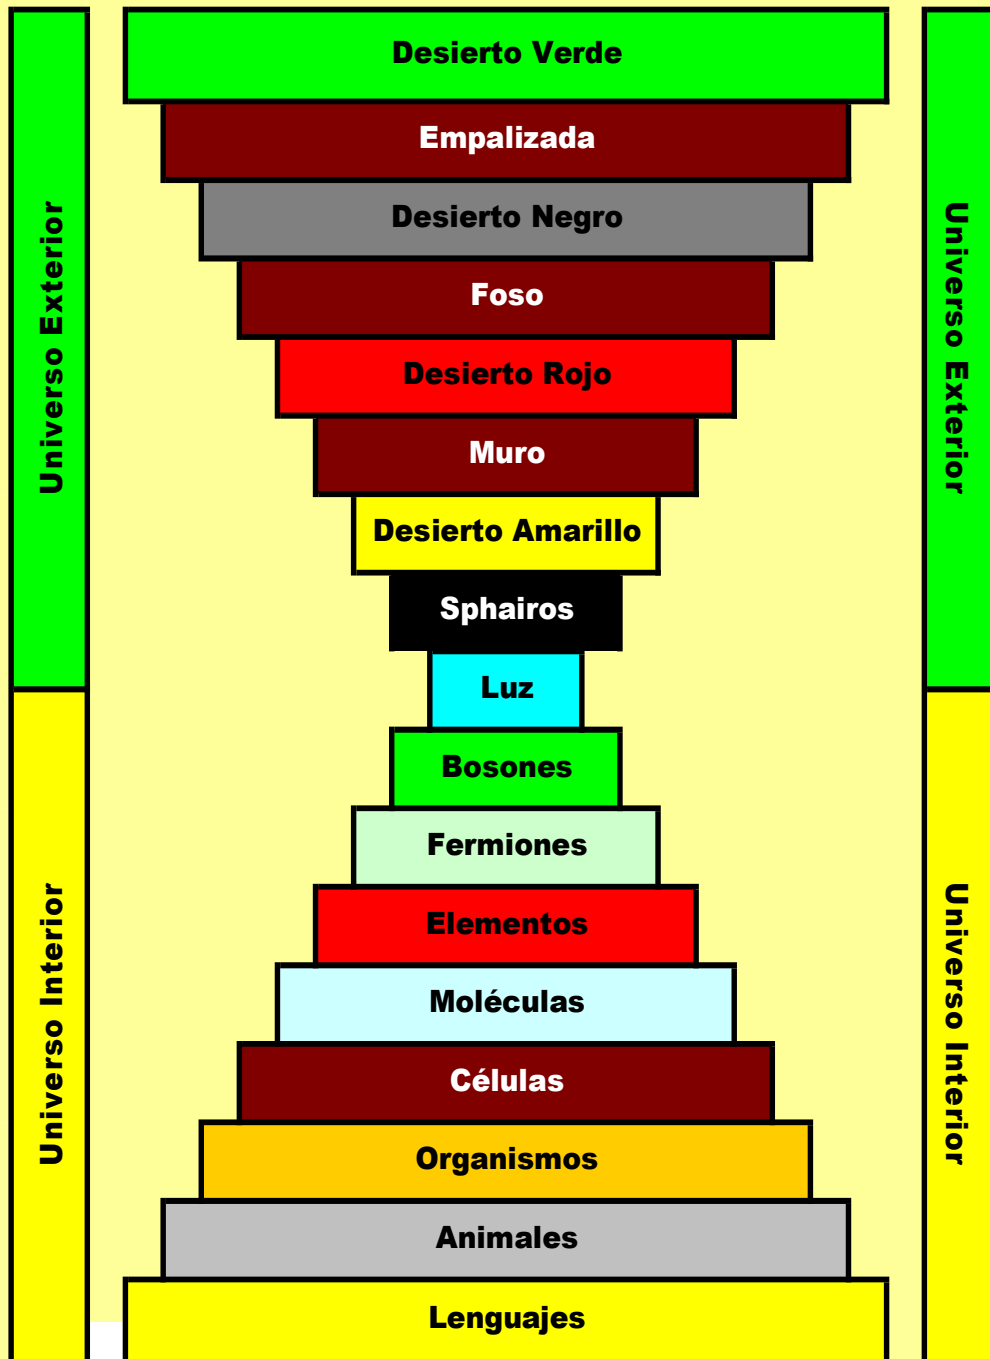 Desierto Verde
Empalizada
Desierto Negro
Foso
Desierto Rojo
Muro
Desierto Amarillo
Sphairos
Luz
Bosones
Fermiones
Elementos
Moléculas
Células
Organismos
Animales
Lenguajes
Universo Exterior
Universo Interior
Universo Exterior
Universo Interior